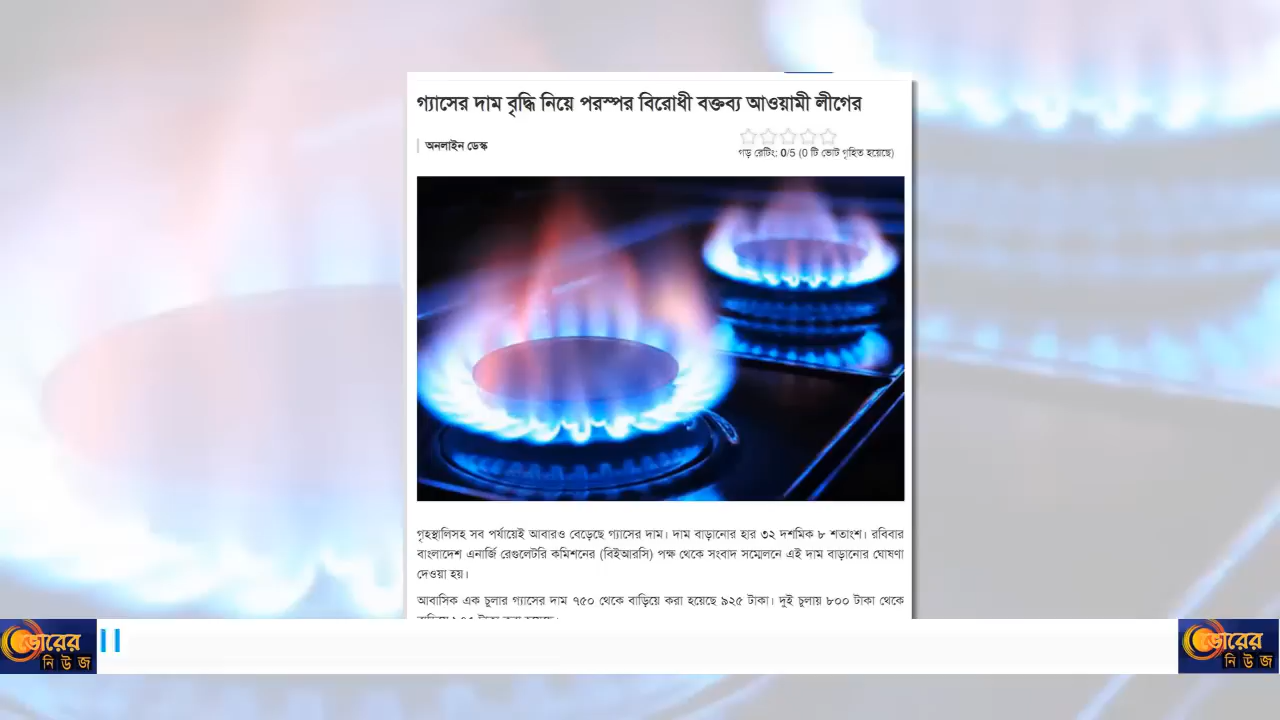 গ্যাসের দাম বৃদ্ধি নিয়ে পরস্পর বিরোধী বক্তব্য আওয়ামী লীগের
অনলাইন ডেস্ক
গড় রেটিং: 0/5 (0 টি ভোট গৃহিত হয়েছে)
গৃহস্থালিসহ সব পর্যায়েই আবারও বেড়েছে গ্যাসের দাম। দাম বাড়ানোর হার ৩২ দশমিক ৮ শতাংশ। রবিবার
বাংলাদেশ এনার্জি রেগুলেটরি কমিশনের (বিইআরসি) পক্ষ থেকে সংবাদ সম্মেলনে এই দাম বাড়ানোর ঘোষণা
দেওয়া হয়।
আবাসিক এক চুলার গ্যাসের দাম ৭৫০ থেকে বাড়িয়ে করা হয়েছে ৯২৫ টাকা। দুই চুলায় ৮০০ টাকা থেকে
ভোরের
নিউজ
ভোরের
নিউজ